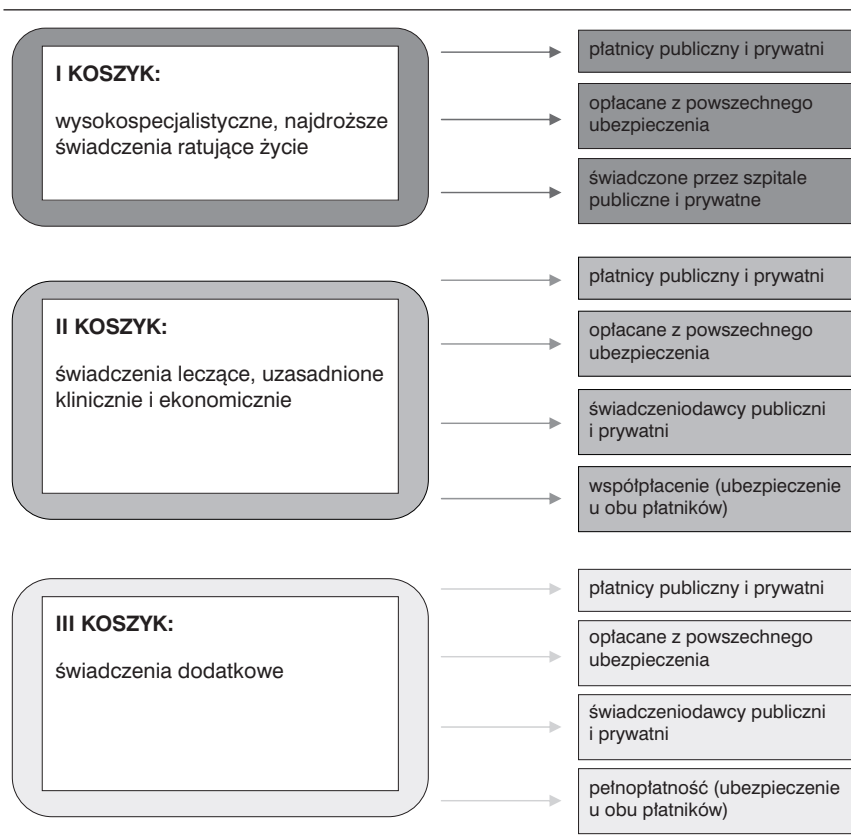 I KOSZYK:
wysokospecjalistyczne, najdroższe
świadczenia ratujące życie
płatnicy publiczny i prywatni
opłacane z powszechnego
ubezpieczenia
świadczone przez szpitale
publiczne i prywatne
II KOSZYK:
świadczenia leczące, uzasadnione
klinicznie i ekonomicznie
płatnicy publiczny i prywatni
opłacane z powszechnego
ubezpieczenia
świadczeniodawcy publiczni
i prywatni
współpłacenie (ubezpieczenie
u obu płatników)
III KOSZYK:
świadczenia dodatkowe
płatnicy publiczny i prywatni
opłacane z powszechnego
ubezpieczenia
świadczeniodawcy publiczni
i prywatni
pełnopłatność (ubezpieczenie
u obu płatników)